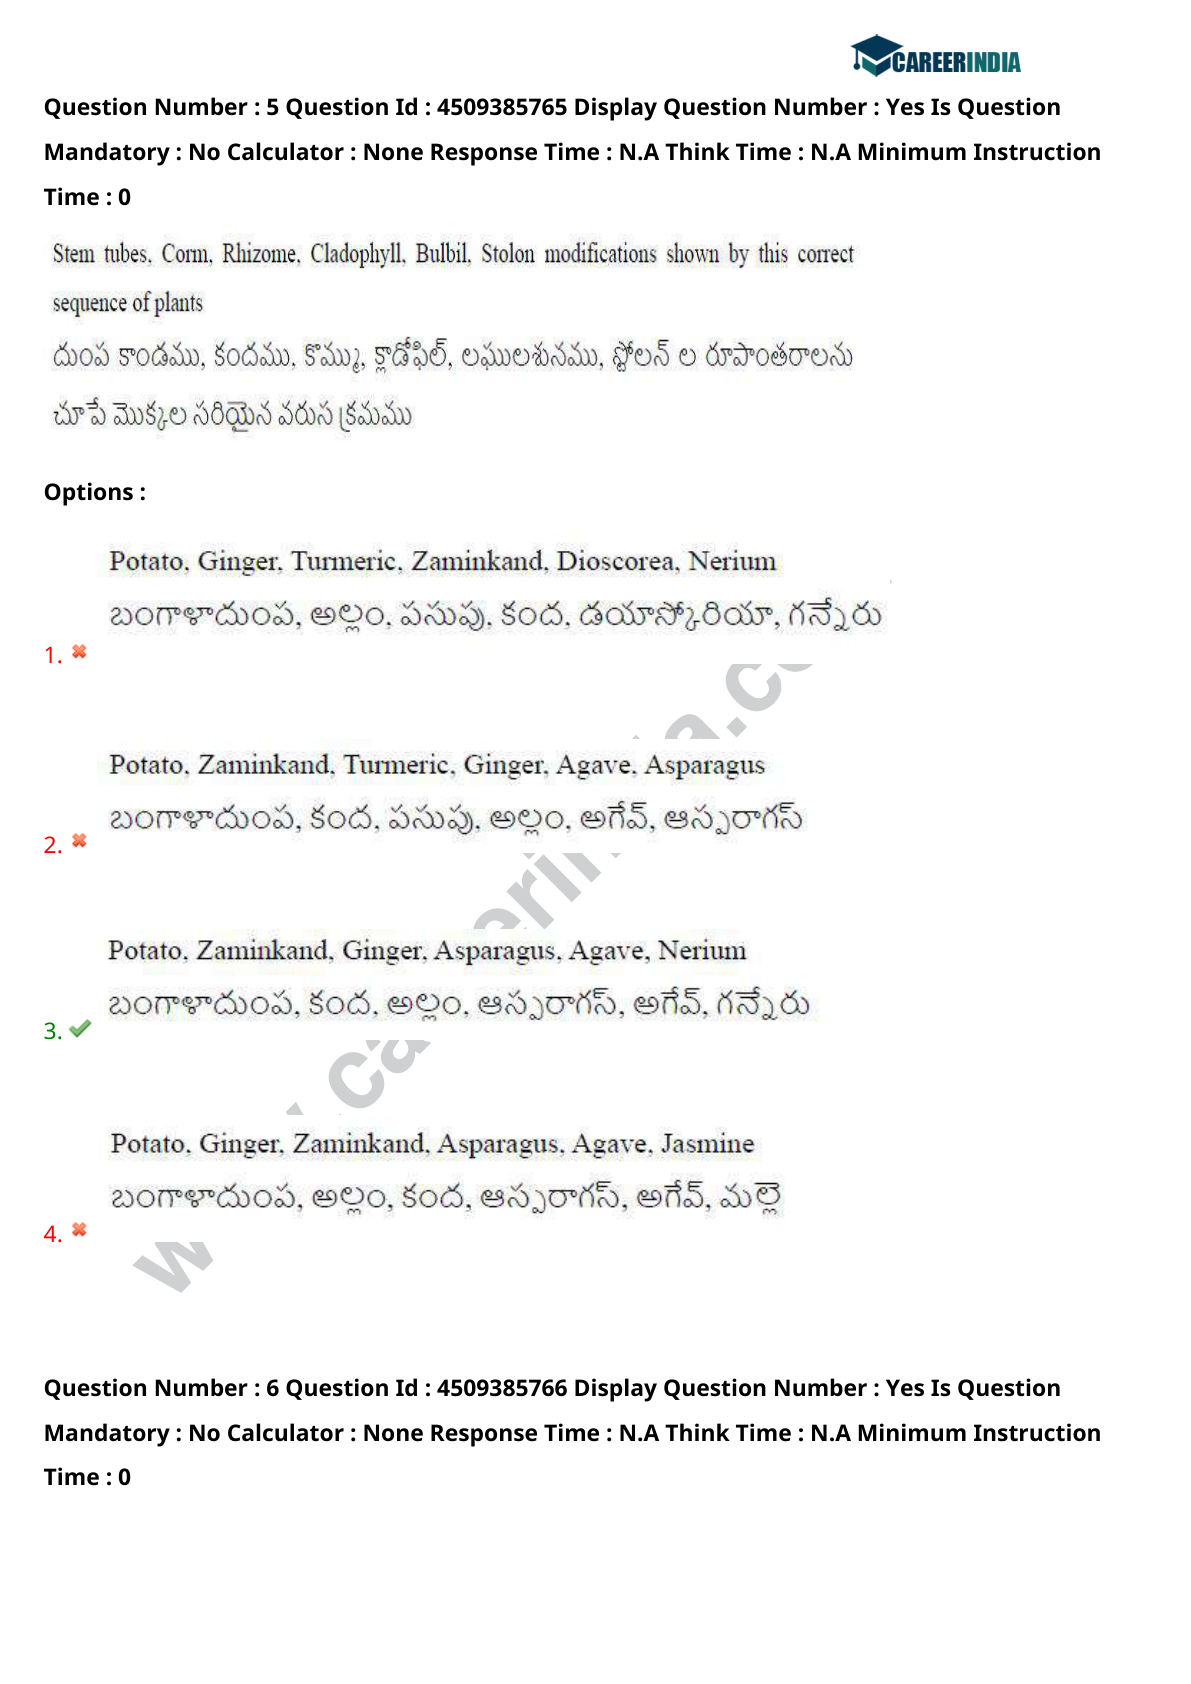 CAREERINDIA
Question Number : 5 Question Id : 4509385765 Display Question Number : Yes Is Question
Mandatory : No Calculator : None Response Time : N.A Think Time : N.A Minimum Instruction
Time : 0
Stem tubes, Corm, Rhizome, Cladophyll, Bulbil, Stolon modifications shown by this correct
sequence of plants
దుంప కాండము, కందము, కొమ్ము, క్లాడోఫిల్, లఘులశునము, స్టోలన్ ల రూపాంతరాలను
చూపే మొక్కల సరియైన వరుస క్రమము
Options :
Potato, Ginger, Turmeric, Zaminkand, Dioscorea, Nerium
బంగాళాదుంప, అల్లం, పసుపు, కంద, డయాస్కోరియా, గన్నేరు
1.
Potato, Zaminkand, Turmeric, Ginger, Agave, Asparagus
బంగాళాదుంప, కంద, పసుపు, అల్లం, అగేవ్, ఆస్పరాగస్
2.
Potato, Zaminkand, Ginger, Asparagus, Agave, Nerium
బంగాళాదుంప, కంద, అల్లం, ఆస్పరాగస్, అగేవ్, గన్నేరు
3.
Potato, Ginger, Zaminkand, Asparagus, Agave, Jasmine
బంగాళాదుంప, అల్లం, కంద, ఆస్పరాగస్, అగేవ్, మల్లె
4.
Question Number : 6 Question Id : 4509385766 Display Question Number : Yes Is Question
Mandatory : No Calculator : None Response Time : N.A Think Time : N.A Minimum Instruction
Time : 0